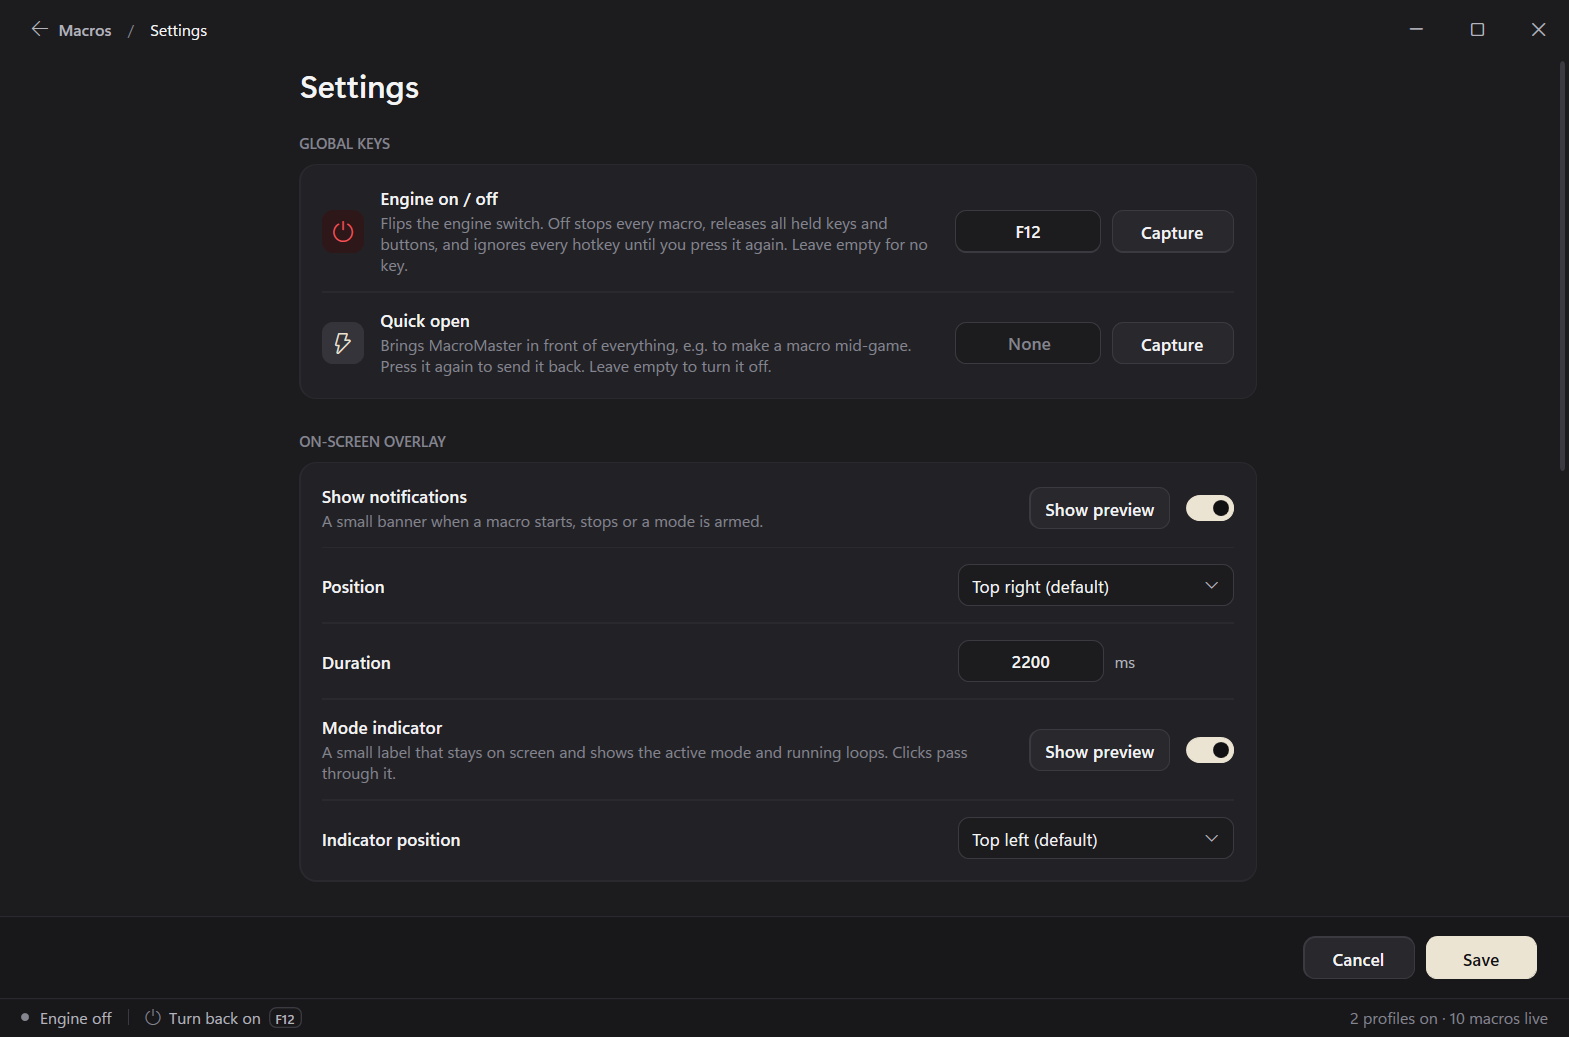 Macros / Settings
Settings
GLOBAL KEYS
Engine on / off
Flips the engine switch. Off stops every macro, releases all held keys and
buttons, and ignores every hotkey until you press it again. Leave empty for no
key.
F12
Capture
Quick open
Brings MacroMaster in front of everything, e.g. to make a macro mid-game.
Press it again to send it back. Leave empty to turn it off.
None
Capture
ON-SCREEN OVERLAY
Show notifications
A small banner when a macro starts, stops or a mode is armed.
Show preview
Position
Top right (default)
Duration
2200 ms
Mode indicator
A small label that stays on screen and shows the active mode and running loops. Clicks pass
through it.
Show preview
Indicator position
Top left (default)
Cancel
Save
Engine off
Turn back on F12
2 profiles on · 10 macros live